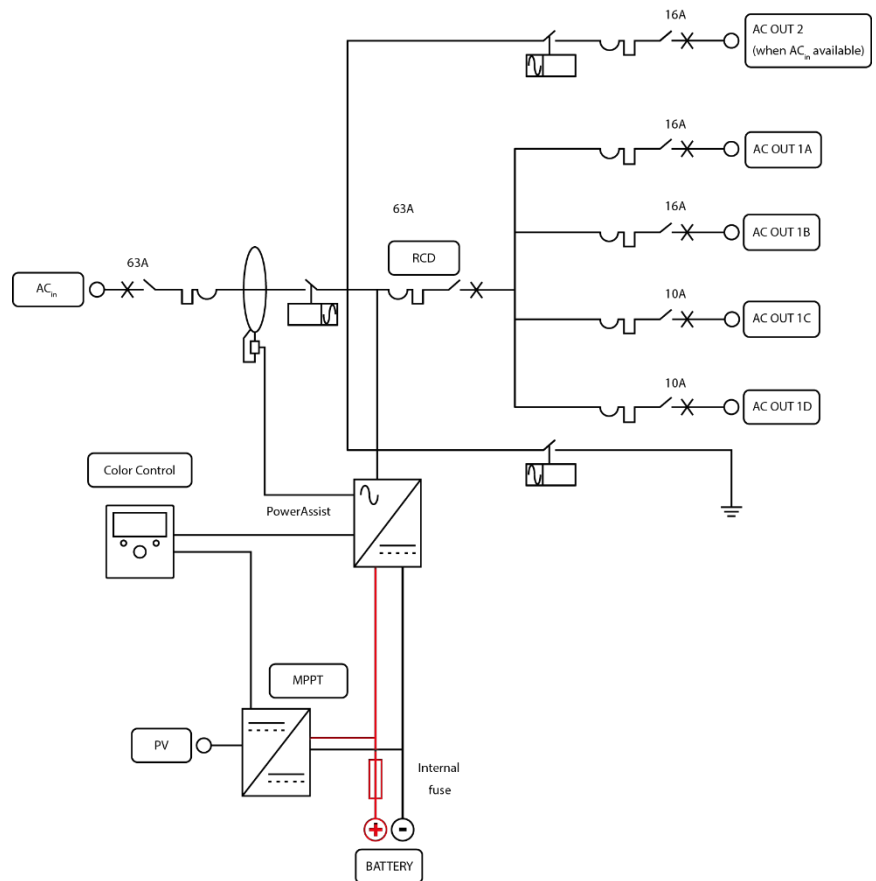 16A
AC OUT 2
(when ACin available)
16A
AC OUT 1A
63A
16A
AC OUT 1B
RCD
63A
ACin
10A
AC OUT 1C
10A
AC OUT 1D
Color Control
PowerAssist
MPPT
PV
Internal
fuse
+ -
BATTERY